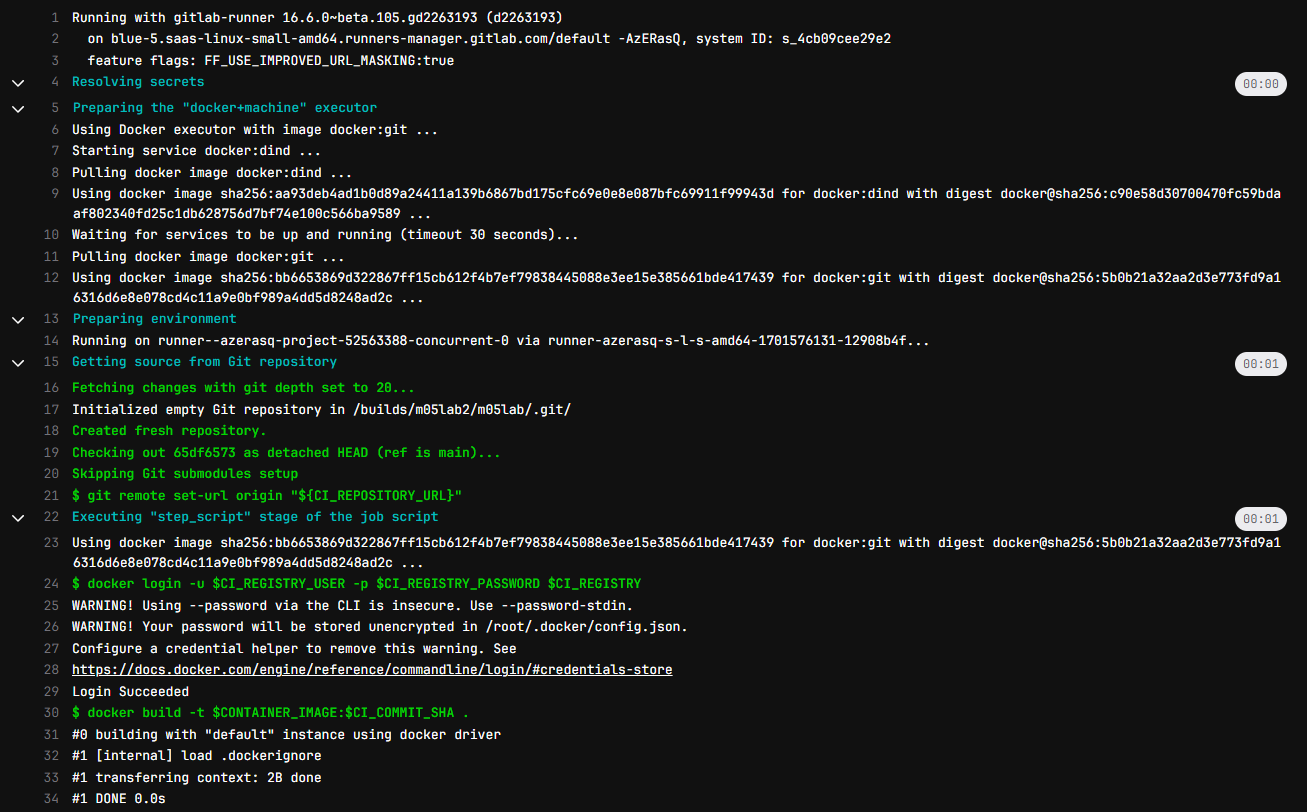 1 Running with gitlab-runner 16.6.0~beta.105.gd2263193 (d2263193)
2 on blue-5.saas-linux-small-amd64.runners-manager.gitlab.com/default -AzERasQ, system ID: s_4cb09cee29e2
3 feature flags: FF_USE_IMPROVED_URL_MASKING:true
4 Resolving secrets 00:00
5 Preparing the "docker+machine" executor
6 Using Docker executor with image docker:git ...
7 Starting service docker:dind ...
8 Pulling docker image docker:dind ...
9 Using docker image sha256:aa93deb4ad1b0d89a24411a139b6867bd175cfc69e0e8e087bfc69911f99943d for docker:dind with digest docker@sha256:c90e58d30700470fc59bda
af802340fd25c1db628756d7bf74e100c566ba9589 ...
10 Waiting for services to be up and running (timeout 30 seconds)...
11 Pulling docker image docker:git ...
12 Using docker image sha256:bb6653869d322867ff15cb612f4b7ef79838445088e3ee15e385661bde417439 for docker:git with digest docker@sha256:5b0b21a32aa2d3e773fd9a1
6316d6e8e078cd4c11a9e0bf989a4dd5d8248ad2c ...
13 Preparing environment
14 Running on runner--azerasq-project-52563388-concurrent-0 via runner-azerasq-s-l-s-amd64-1701576131-12908b4f...
15 Getting source from Git repository 00:01
16 Fetching changes with git depth set to 20...
17 Initialized empty Git repository in /builds/m05lab2/m05lab/.git/
18 Created fresh repository.
19 Checking out 65df6573 as detached HEAD (ref is main)...
20 Skipping Git submodules setup
21 $ git remote set-url origin "${CI_REPOSITORY_URL}"
22 Executing "step_script" stage of the job script 00:01
23 Using docker image sha256:bb6653869d322867ff15cb612f4b7ef79838445088e3ee15e385661bde417439 for docker:git with digest docker@sha256:5b0b21a32aa2d3e773fd9a1
6316d6e8e078cd4c11a9e0bf989a4dd5d8248ad2c ...
24 $ docker login -u $CI_REGISTRY_USER -p $CI_REGISTRY_PASSWORD $CI_REGISTRY
25 WARNING! Using --password via the CLI is insecure. Use --password-stdin.
26 WARNING! Your password will be stored unencrypted in /root/.docker/config.json.
27 Configure a credential helper to remove this warning. See
28 https://docs.docker.com/engine/reference/commandline/login/#credentials-store
29 Login Succeeded
30 $ docker build -t $CONTAINER_IMAGE:$CI_COMMIT_SHA .
31 #0 building with "default" instance using docker driver
32 #1 [internal] load .dockerignore
33 #1 transferring context: 2B done
34 #1 DONE 0.0s